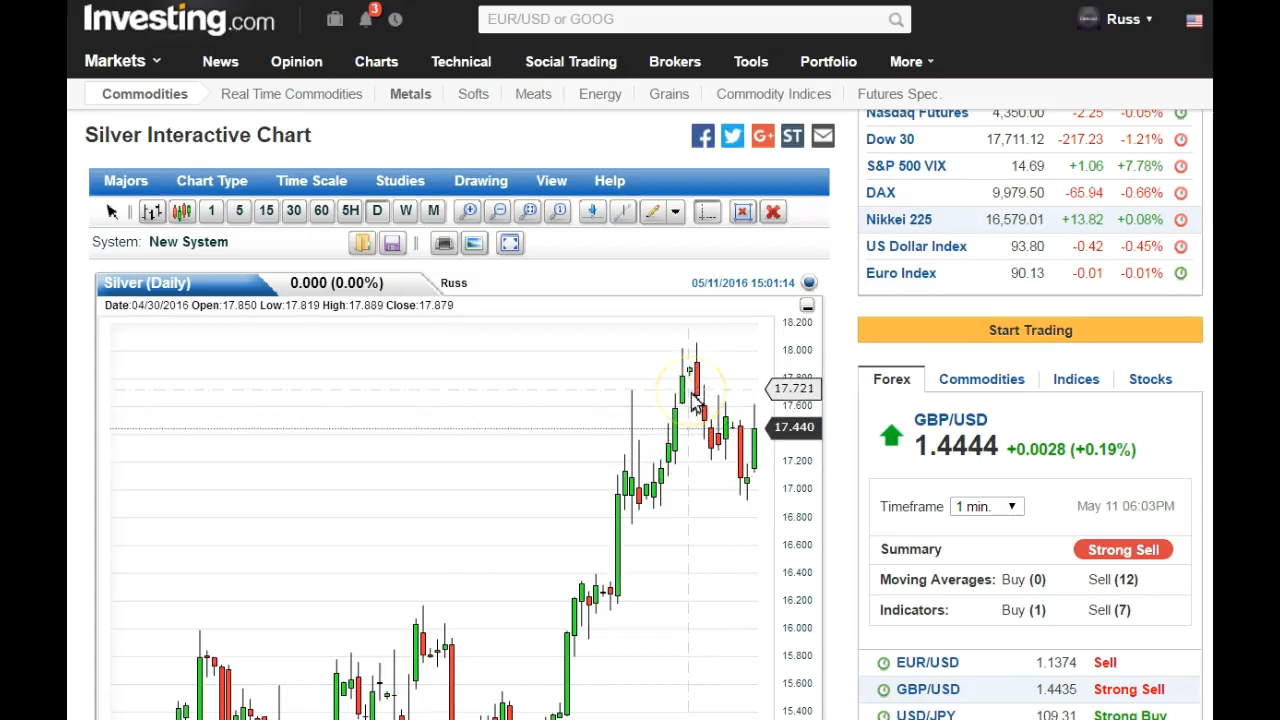 Investing.com
3
EUR/USD or GOOG
Russ
Markets
News
Opinion
Charts
Technical
Social Trading
Brokers
Tools
Portfolio
More
Commodities
Real Time Commodities
Metals
Softs
Meats
Energy
Grains
Commodity Indices
Futures Spec.
Silver Interactive Chart
G+
ST
Majors
Chart Type
Time Scale
Studies
Drawing
View
Help
1 5 15 30 60 5H D W M
System: New System
Silver (Daily)
0.000 (0.00%)
Russ
05/11/2016 15:01:14
Date:04/30/2016 Open:17.850 Low:17.819 High:17.889 Close:17.879
18.200
18.000
17.800
17.721
17.600
17.440
17.200
17.000
16.800
16.600
16.400
16.200
16.000
15.800
15.600
15.400
Nasdaq Futures 4,350.00 -2.25 -0.05%
Dow 30 17,711.12 -217.23 -1.21%
S&P 500 VIX 14.69 +1.06 +7.78%
DAX 9,979.50 -65.94 -0.66%
Nikkei 225 16,579.01 +13.82 +0.08%
US Dollar Index 93.80 -0.42 -0.45%
Euro Index 90.13 -0.01 -0.01%
Start Trading
Forex
Commodities
Indices
Stocks
GBP/USD
1.4444 +0.0028 (+0.19%)
Timeframe 1 min. May 11 06:03PM
Summary Strong Sell
Moving Averages: Buy (0) Sell (12)
Indicators: Buy (1) Sell (7)
EUR/USD 1.1374 Sell
GBP/USD 1.4435 Strong Sell
USD/JPY 109.31 Strong Buy